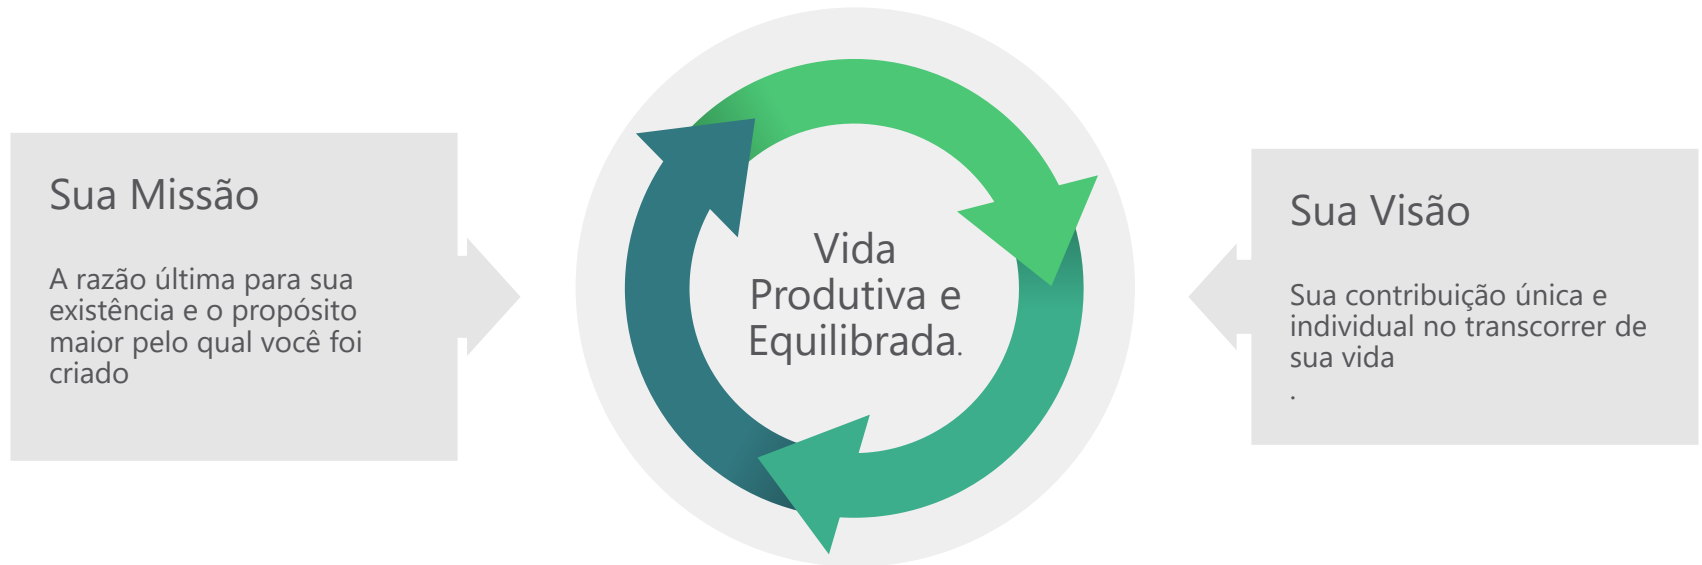 Sua Missão
A razão última para sua
existência e o propósito
maior pelo qual você foi
criado
Vida
Produtiva e
Equilibrada.
Sua Visão
Sua contribuição única e
individual no transcorrer de
sua vida
.